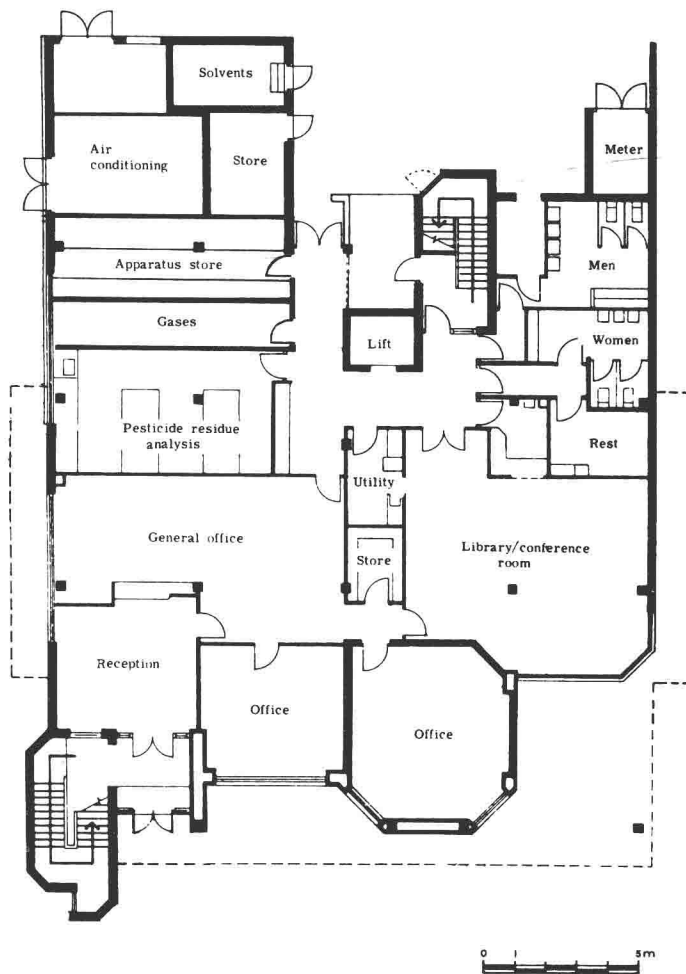 Solvents
Air
conditioning
Store
Meter
Apparatus store
Men
Gases
Lift
Women
Pesticide residue
analysis
Rest
Utility
General office
Store
Library/conference
room
Reception
Office
Office
0 1 5m